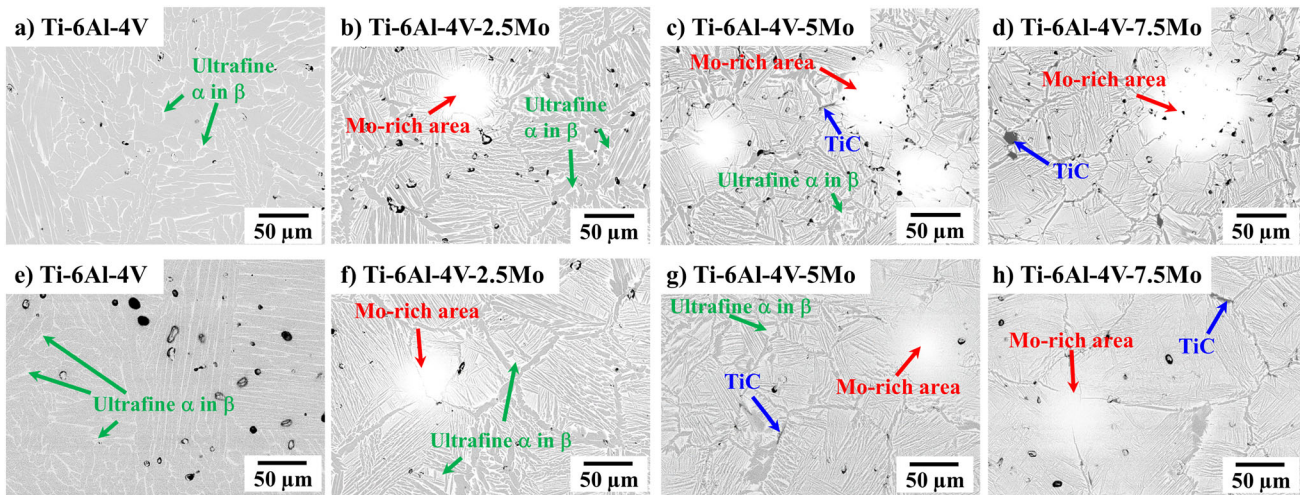 a) Ti-6Al-4V
Ultrafine
α in β
50 µm
b) Ti-6Al-4V-2.5Mo
Mo-rich area
Ultrafine
α in β
50 µm
c) Ti-6Al-4V-5Mo
Mo-rich area
TiC
Ultrafine α in β
50 µm
d) Ti-6Al-4V-7.5Mo
Mo-rich area
TiC
50 µm
e) Ti-6Al-4V
Ultrafine α in β
50 µm
f) Ti-6Al-4V-2.5Mo
Mo-rich area
Ultrafine α in β
50 µm
g) Ti-6Al-4V-5Mo
Ultrafine α in β
Mo-rich area
TiC
50 µm
h) Ti-6Al-4V-7.5Mo
Mo-rich area
TiC
50 µm